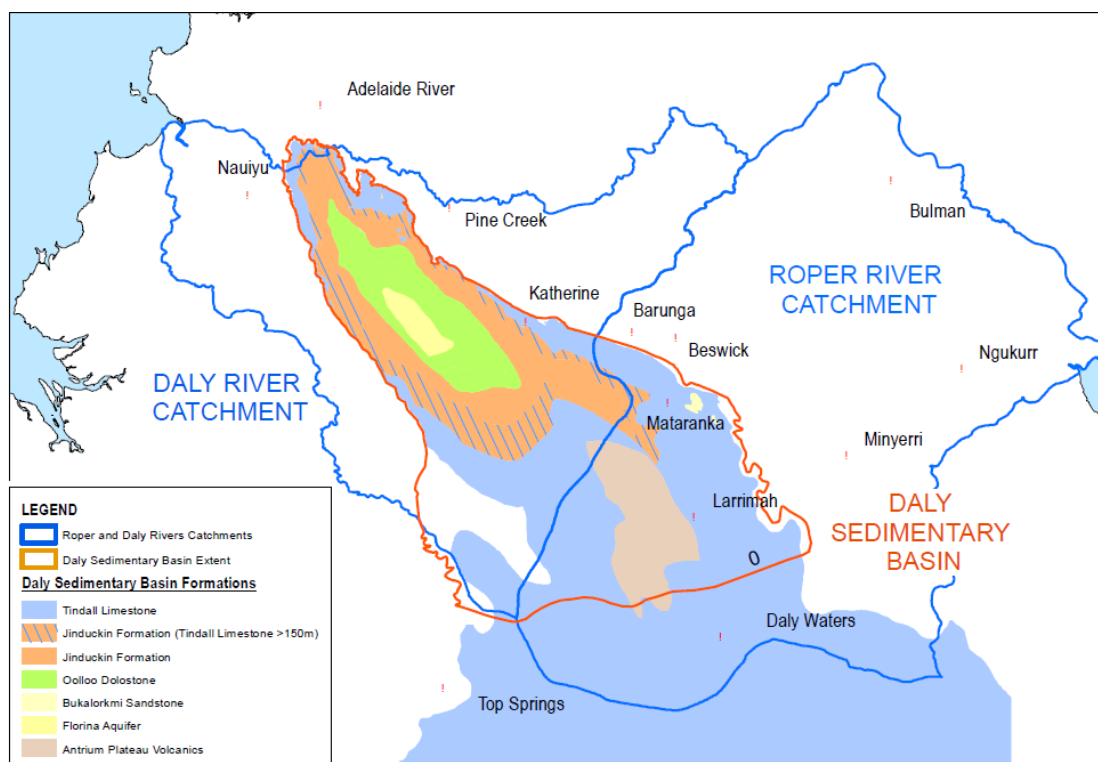 Adelaide River
Nauiyu
Pine Creek
Bulman
ROPER RIVER
CATCHMENT
Katherine
Barunga
Beswick
Ngukurr
DALY RIVER
CATCHMENT
Mataranka
Minyerri
Larrimah
DALY
SEDIMENTARY
BASIN
0
Daly Waters
Top Springs
LEGEND
Roper and Daly Rivers Catchments
Daly Sedimentary Basin Extent
Daly Sedimentary Basin Formations
Tindall Limestone
Jinduckin Formation (Tindall Limestone >150m)
Jinduckin Formation
Oolloo Dolostone
Bukalorkmi Sandstone
Florina Aquifer
Antrium Plateau Volcanics